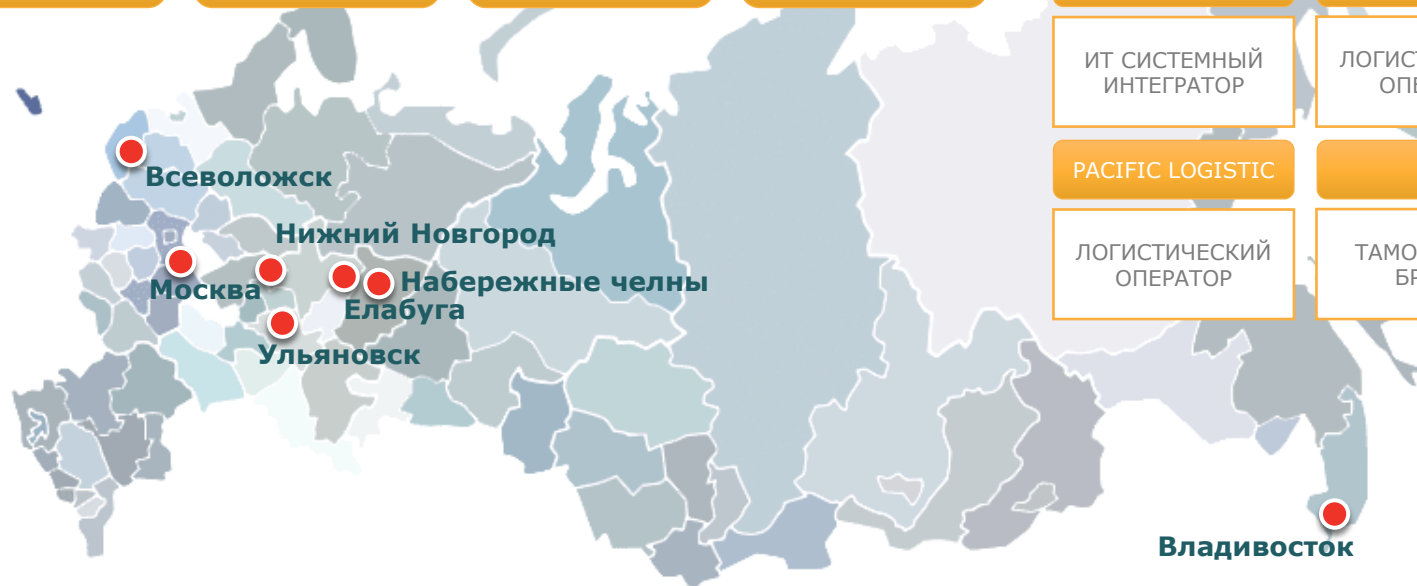 ИТ СИСТЕМНЫЙ
ИНТЕГРАТОР
PACIFIC LOGISTIC
ЛОГИСТИЧЕСКИЙ
ОПЕРАТОР
Всеволожск
Нижний Новгород
Москва
Набережные челны
Елабуга
Ульяновск
Владивосток